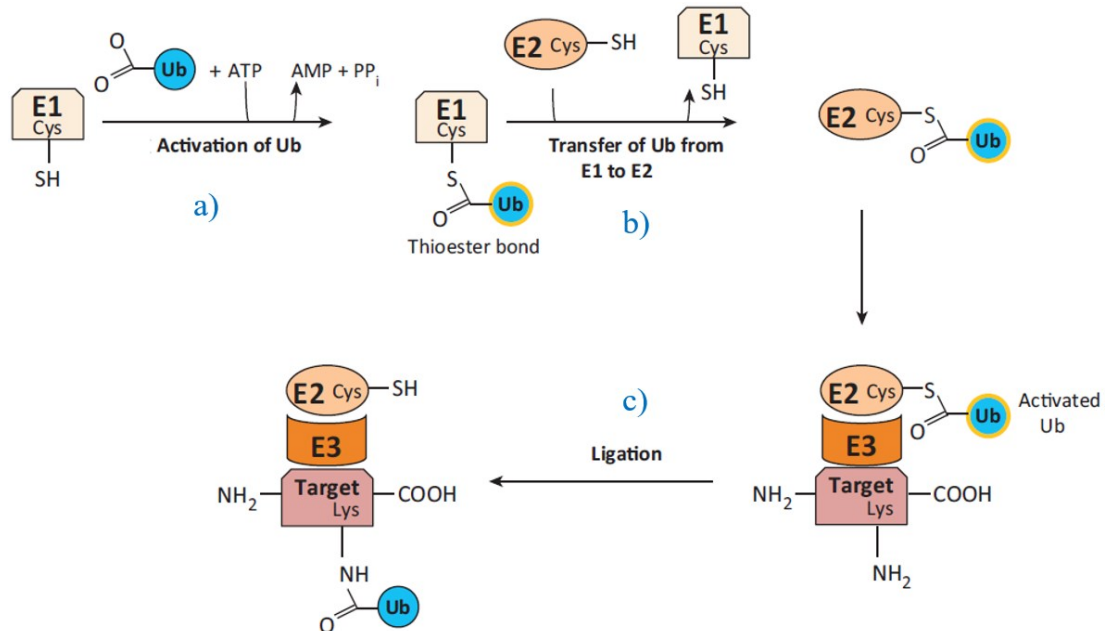 E1
Cys
SH
O
O
Ub
+ ATP
AMP + PPi
Activation of Ub
a)
E1
Cys
S
O
Ub
Thioester bond
E2 Cys
SH
E1
Cys
SH
Transfer of Ub from
E1 to E2
b)
E2 Cys
S
O
Ub
E2 Cys
S
O
Ub
Activated
Ub
E3
Target
Lys
NH2
COOH
NH2
c)
Ligation
E2 Cys
SH
E3
Target
Lys
NH2
COOH
NH
O
Ub